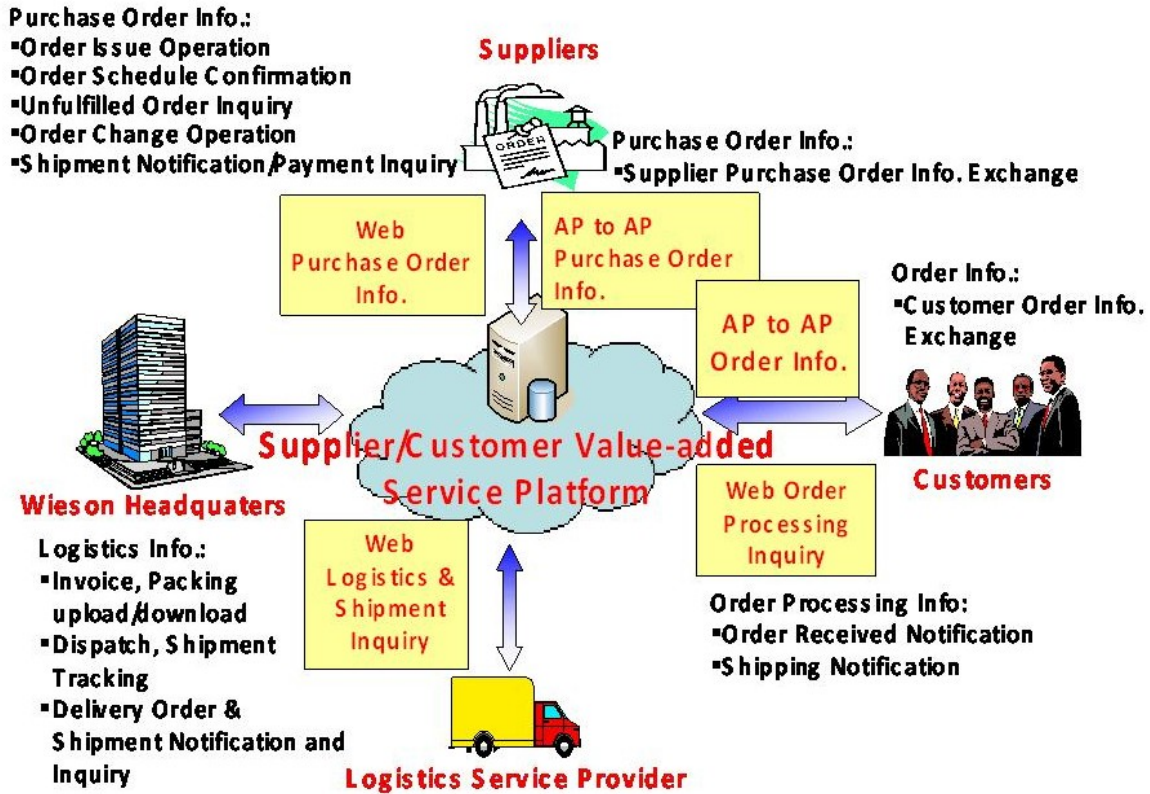 Purchase Order Info.:
▪Order Issue Operation
▪Order Schedule Confirmation
▪Unfulfilled Order Inquiry
▪Order Change Operation
▪Shipment Notification/Payment Inquiry
Suppliers
ORDER
Purchase Order Info.:
▪Supplier Purchase Order Info. Exchange
Web
Purchase Order
Info.
AP to AP
Purchase Order
Info.
AP to AP
Order Info.
Order Info.:
▪Customer Order Info.
Exchange
Supplier/Customer Value-added
Service Platform
Wieson Headquaters
Customers
Web Order
Processing
Inquiry
Web
Logistics &
Shipment
Inquiry
Logistics Info.:
▪Invoice, Packing
upload/download
▪Dispatch, Shipment
Tracking
▪Delivery Order &
Shipment Notification and
Inquiry
Order Processing Info:
▪Order Received Notification
▪Shipping Notification
Logistics Service Provider